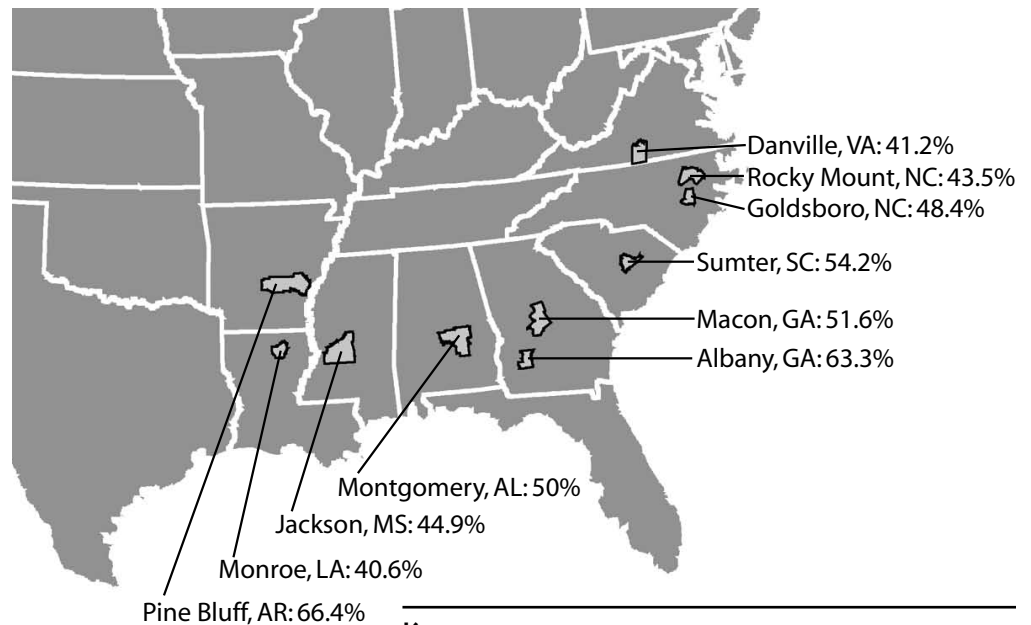 Danville, VA: 41.2%
Rocky Mount, NC: 43.5%
Goldsboro, NC: 48.4%
Sumter, SC: 54.2%
Macon, GA: 51.6%
Albany, GA: 63.3%
Montgomery, AL: 50%
Jackson, MS: 44.9%
Monroe, LA: 40.6%
Pine Bluff, AR: 66.4%